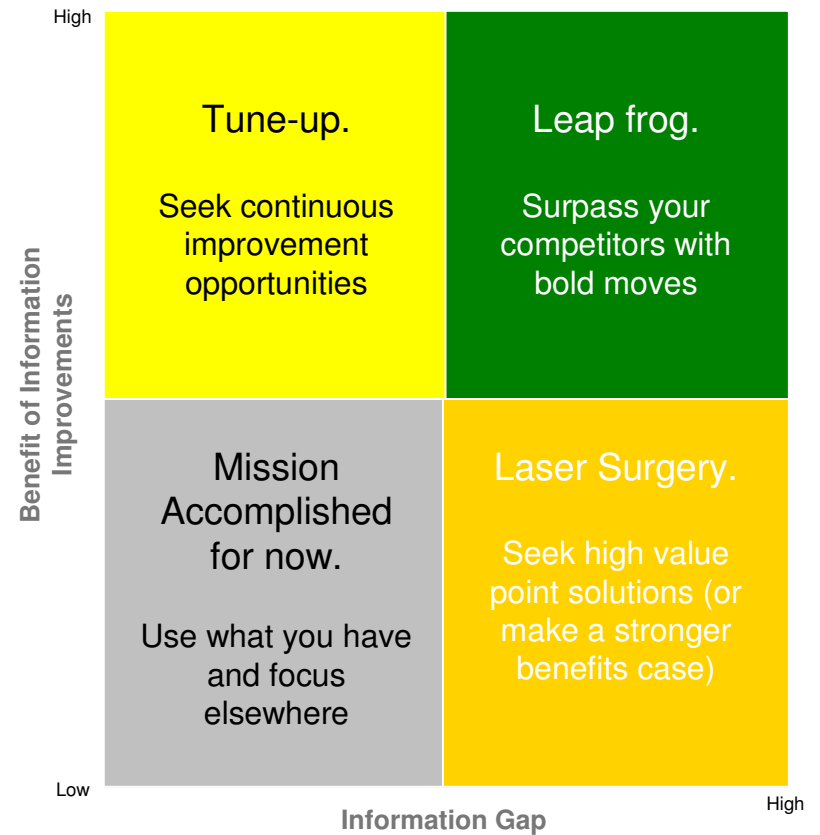 High
Tune-up.
Seek continuous
improvement
opportunities
Leap frog.
Surpass your
competitors with
bold moves
Benefit of Information
Improvements
Mission
Accomplished
for now.
Use what you have
and focus
elsewhere
Laser Surgery.
Seek high value
point solutions (or
make a stronger
benefits case)
Low
High
Information Gap